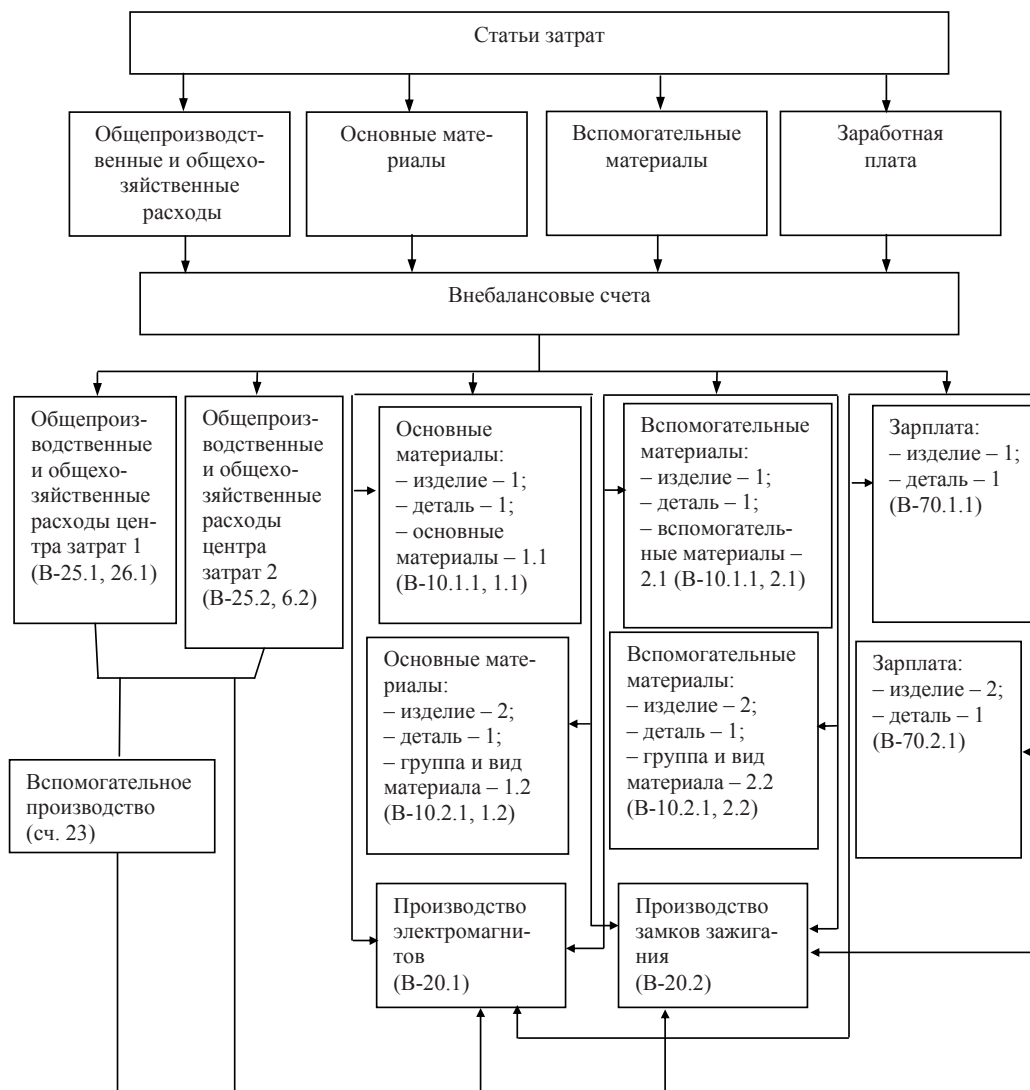 Статьи затрат
Общепроизводст-
венные и общехо-
зяйственные
расходы
Основные мате-
риалы
Вспомогательные
материалы
Заработная
плата
Внебалансовые счета
Общепроиз-
водственные
и общехо-
зяйственные
расходы цен-
тра затрат 1
(В-25.1, 26.1)
Общепроиз-
водственные
и общехо-
зяйственные
расходы
центра
затрат 2
(В-25.2, 6.2)
Основные
материалы:
– изделие – 1;
– деталь – 1;
– основные
материалы – 1.1
(В-10.1.1, 1.1)
Вспомогательные
материалы:
– изделие – 1;
– деталь – 1;
– вспомогатель-
ные материалы –
2.1 (В-10.1.1, 2.1)
Зарплата:
– изделие – 1;
– деталь – 1
(В-70.1.1)
Основные мате-
риалы:
– изделие – 2;
– деталь – 1;
– группа и вид
материала – 1.2
(В-10.2.1, 1.2)
Вспомогательные
материалы:
– изделие – 2;
– деталь – 1;
– группа и вид
материала – 2.2
(В-10.2.1, 2.2)
Зарплата:
– изделие – 2;
– деталь – 1
(В-70.2.1)
Вспомогательное
производство
(сч. 23)
Производство
электромагни-
тов
(В-20.1)
Производство
замков зажига-
ния
(В-20.2)